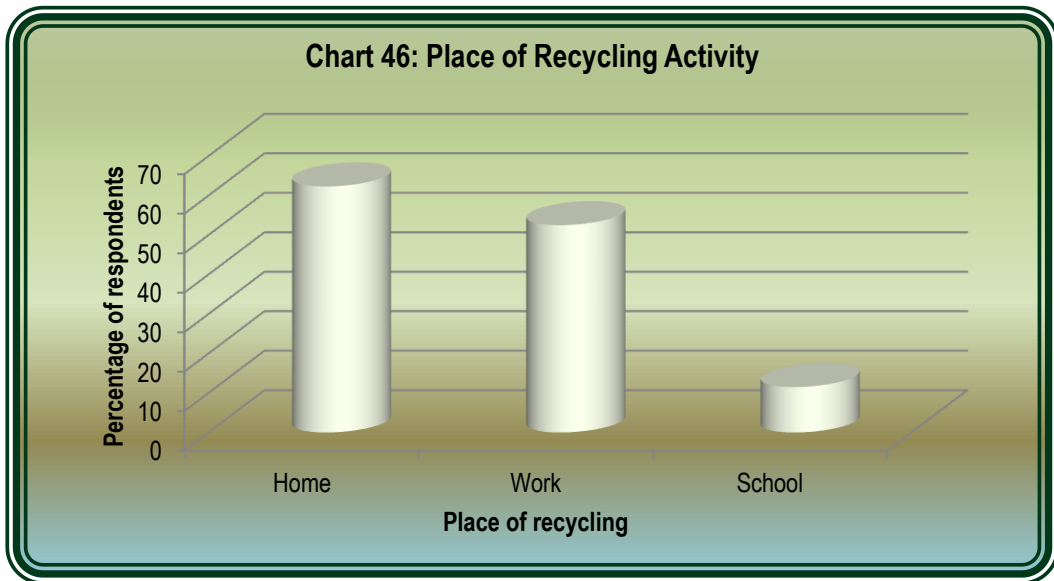 Chart 46: Place of Recycling Activity
Percentage of respondents
70
60
50
40
30
20
10
0
Home Work School
Place of recycling